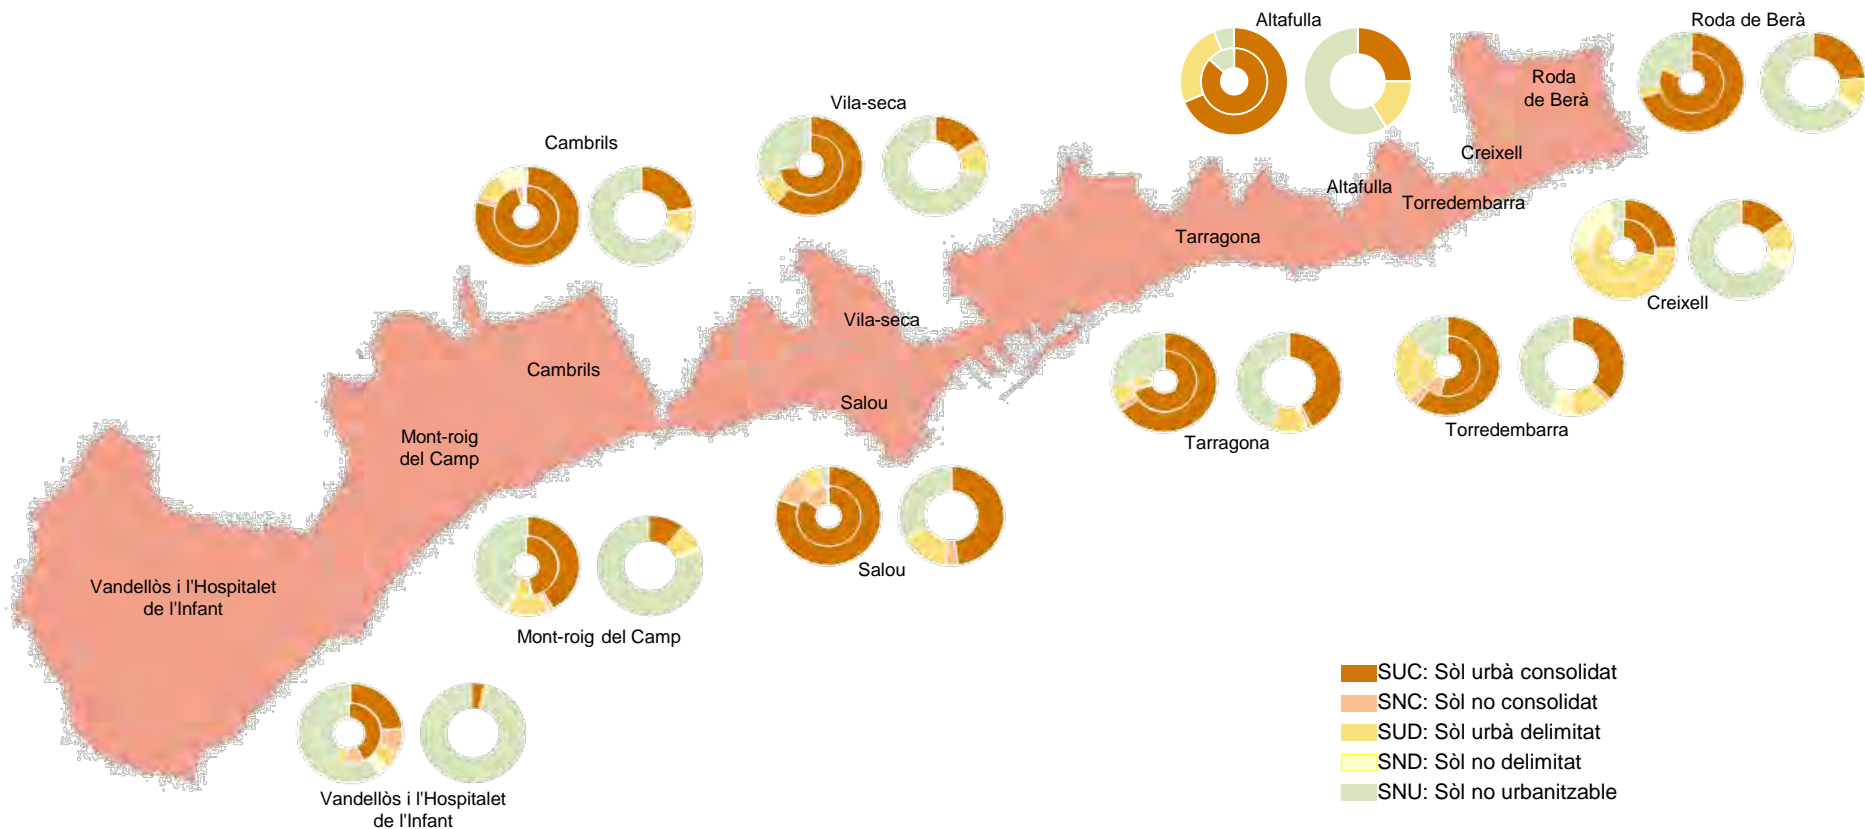 Altafulla
Roda de Berà
Roda
de Berà
Vila-seca
Cambrils
Creixell
Altafulla
Torredembarra
Tarragona
Creixell
Vila-seca
Cambrils
Salou
Tarragona
Torredembarra
Mont-roig
del Camp
Salou
Vandellòs i l'Hospitalet
de l'Infant
Mont-roig del Camp
Vandellòs i l'Hospitalet
de l'Infant
SUC: Sòl urbà consolidat
SNC: Sòl no consolidat
SUD: Sòl urbà delimitat
SND: Sòl no delimitat
SNU: Sòl no urbanitzable